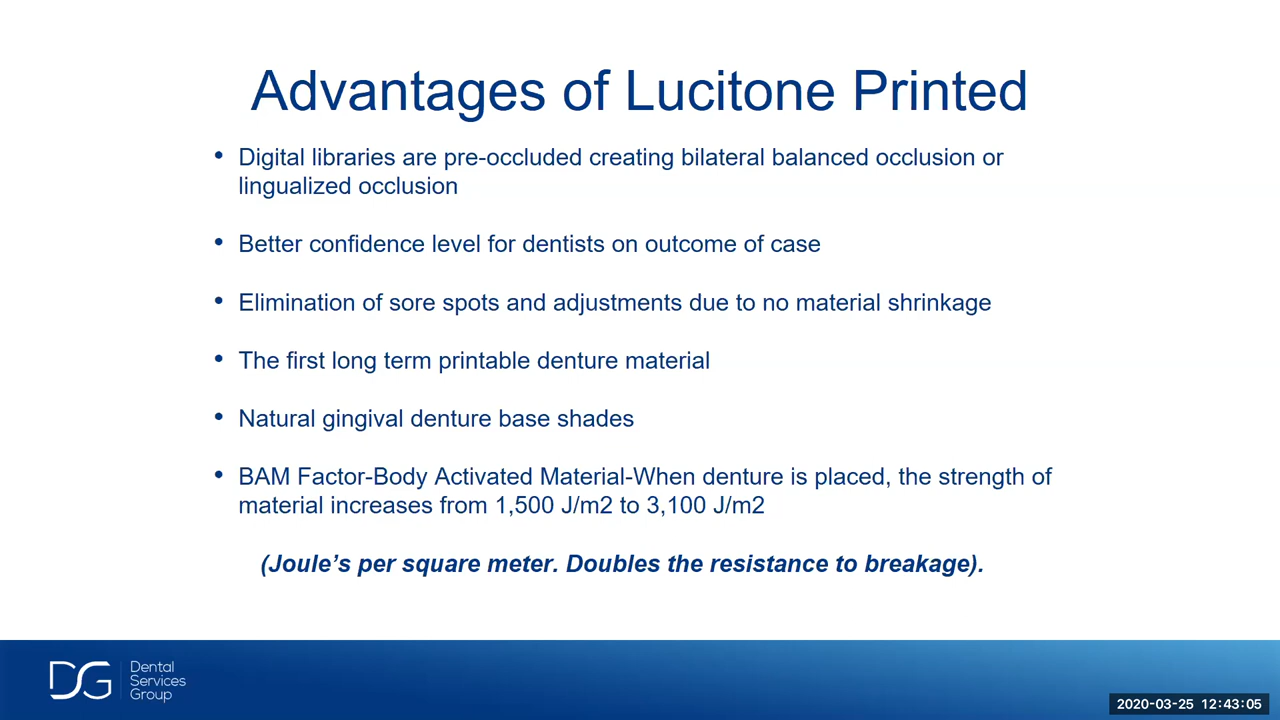 Advantages of Lucitone Printed
• Digital libraries are pre-occluded creating bilateral balanced occlusion or
lingualized occlusion
• Better confidence level for dentists on outcome of case
• Elimination of sore spots and adjustments due to no material shrinkage
• The first long term printable denture material
• Natural gingival denture base shades
• BAM Factor-Body Activated Material-When denture is placed, the strength of
material increases from 1,500 J/m2 to 3,100 J/m2
(Joule’s per square meter. Doubles the resistance to breakage).
DG
Dental
Services
Group
2020-03-25 12:43:05